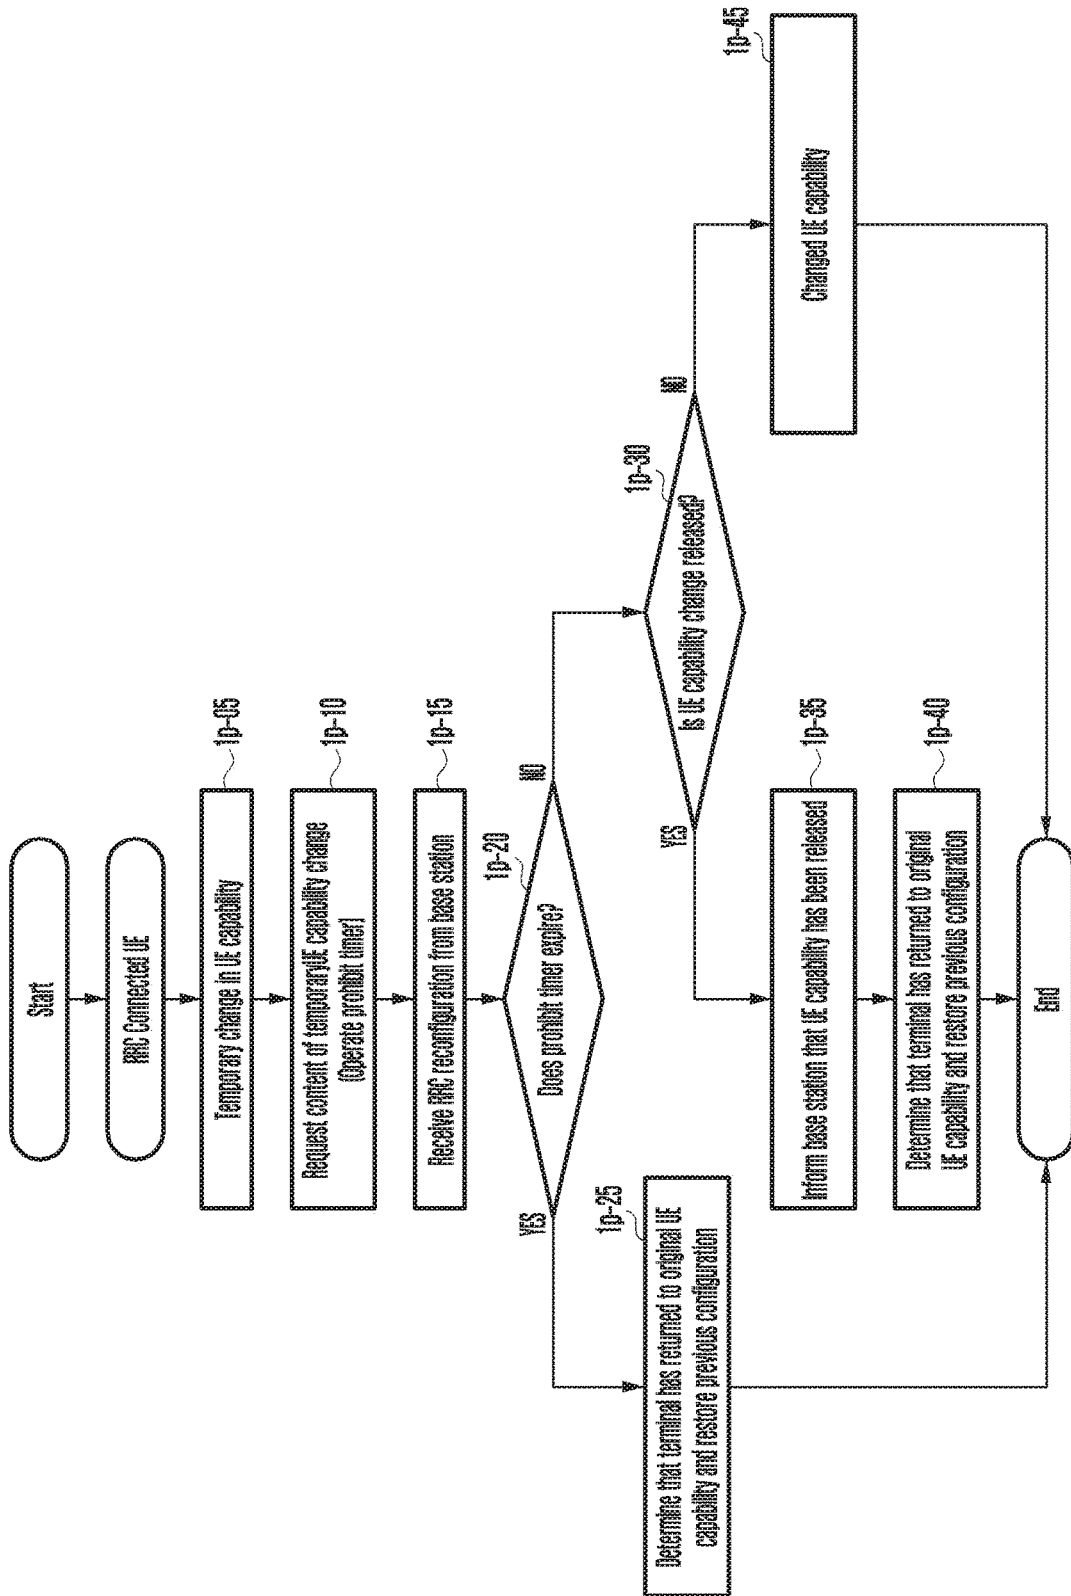 Start
RRC Connected UE
1p-05
Temporary change in UE capability
1p-10
Request content of temporaryUE capability change
(Operate prohibit timer)
1p-15
Receive RRC reconfiguration from base station
1p-20
Does prohibit timer expire?
YES
NO
1p-25
Determine that terminal has returned to original UE
capability and restore previous configuration
1p-30
Is UE capability change released?
YES
NO
1p-35
Inform base station that UE capability has been released
1p-40
Determine that terminal has returned to original
UE capability and restore previous configuration
1p-45
Changed UE capability
End